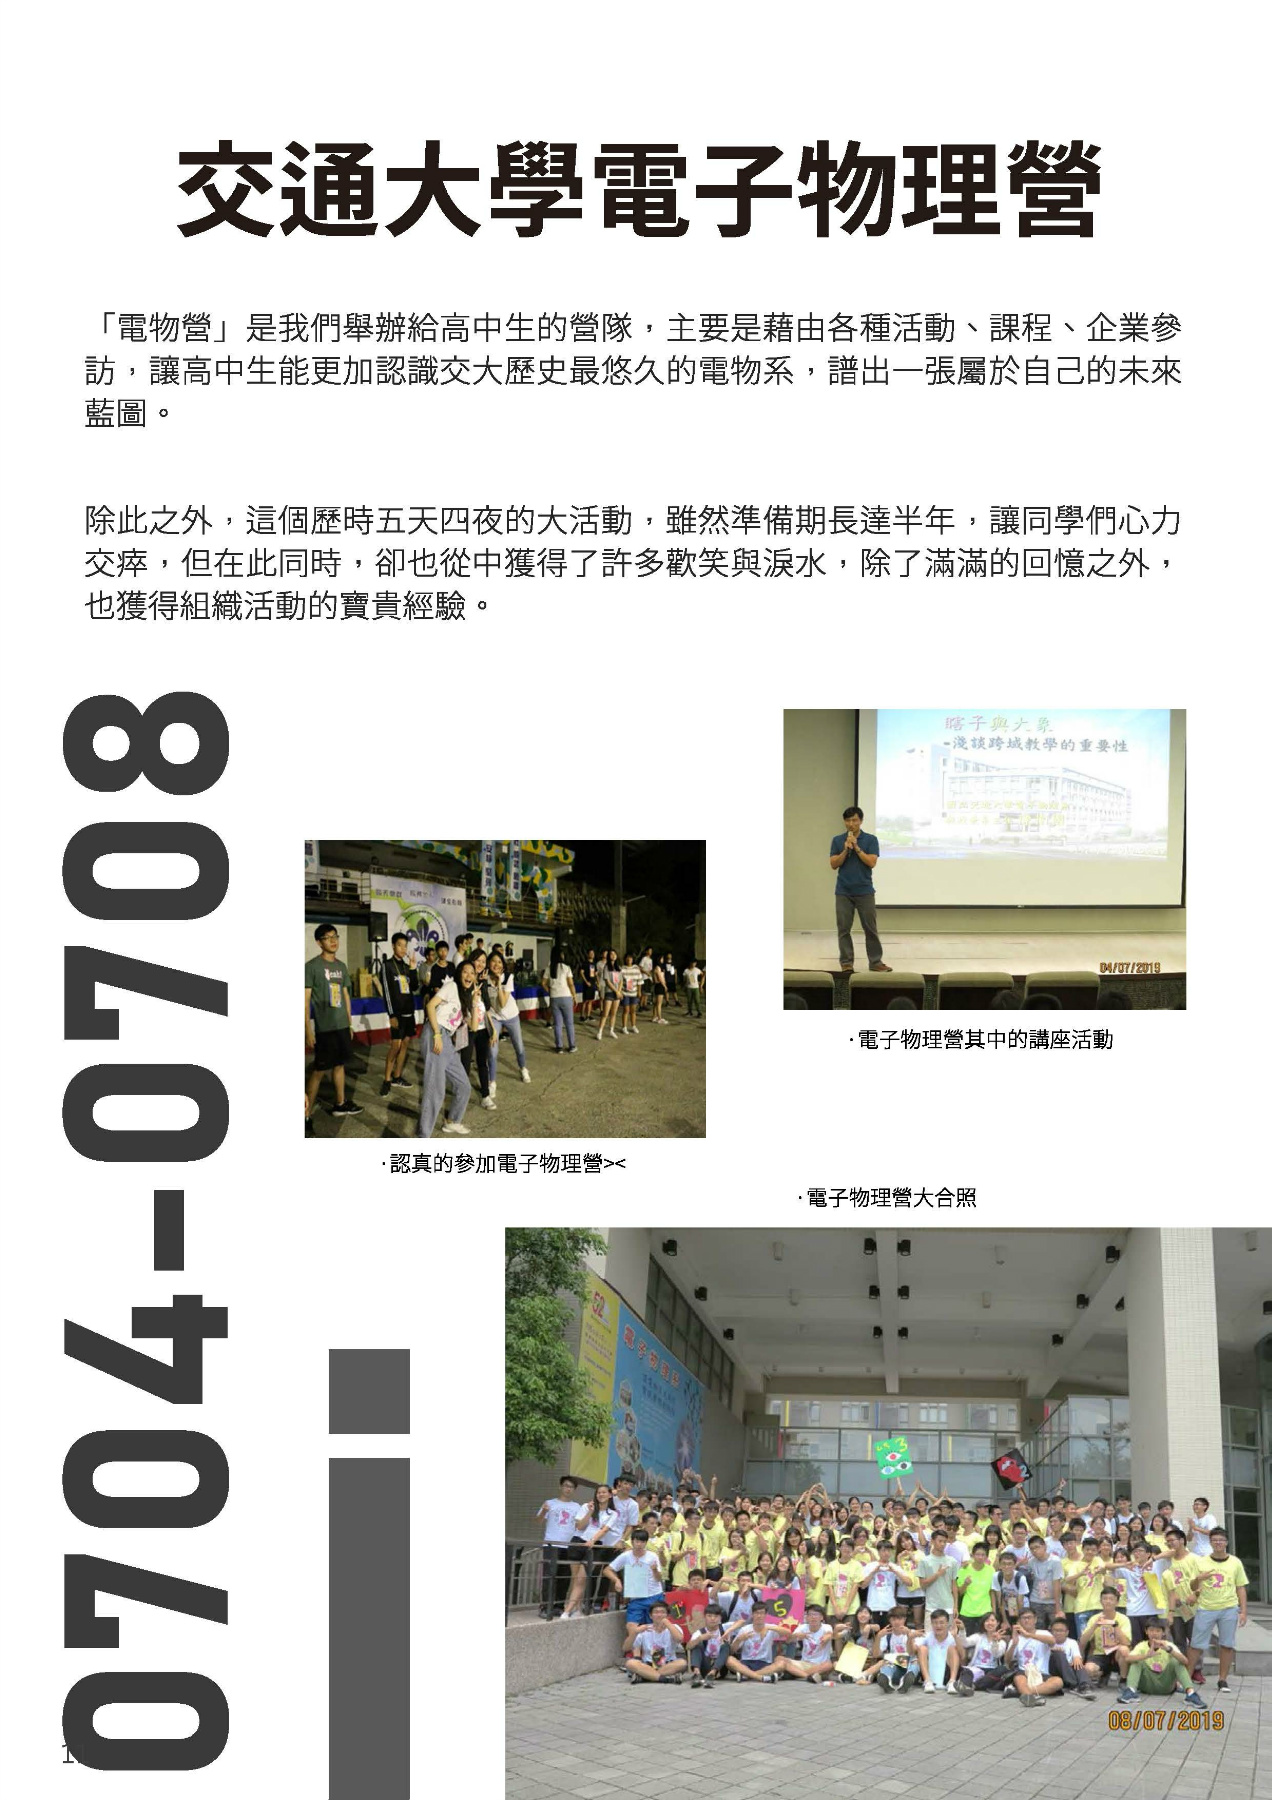 交通大學電子物理營
「電物營」是我們舉辦給高中生的營隊，主要是藉由各種活動、課程、企業參
訪，讓高中生能更加認識交大歷史最悠久的電物系，譜出一張屬於自己的未來
藍圖。
除此之外，這個歷時五天四夜的大活動，雖然準備期長達半年，讓同學們心力
交瘁，但在此同時，卻也從中獲得了許多歡笑與淚水，除了滿滿的回憶之外，
也獲得組織活動的寶貴經驗。
0704-0708
瞎子與大象
-淺談跨域教學的重要性
04/07/2019
·電子物理營其中的講座活動
·認真的參加電子物理營><
·電子物理營大合照
52
電子物理系
3
2
1
5
08/07/2019